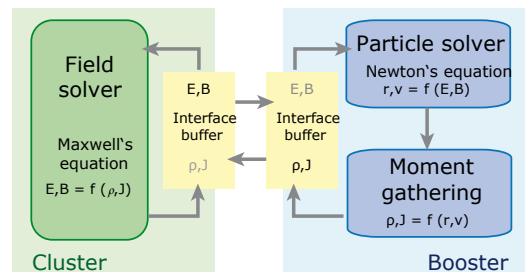 Field
solver
Maxwell's
equation
E,B = f (ρ,J)
E,B
Interface
buffer
ρ,J
E,B
Interface
buffer
ρ,J
Particle solver
Newton's equation
r,v = f (E,B)
Moment
gathering
ρ,J = f (r,v)
Cluster
Booster